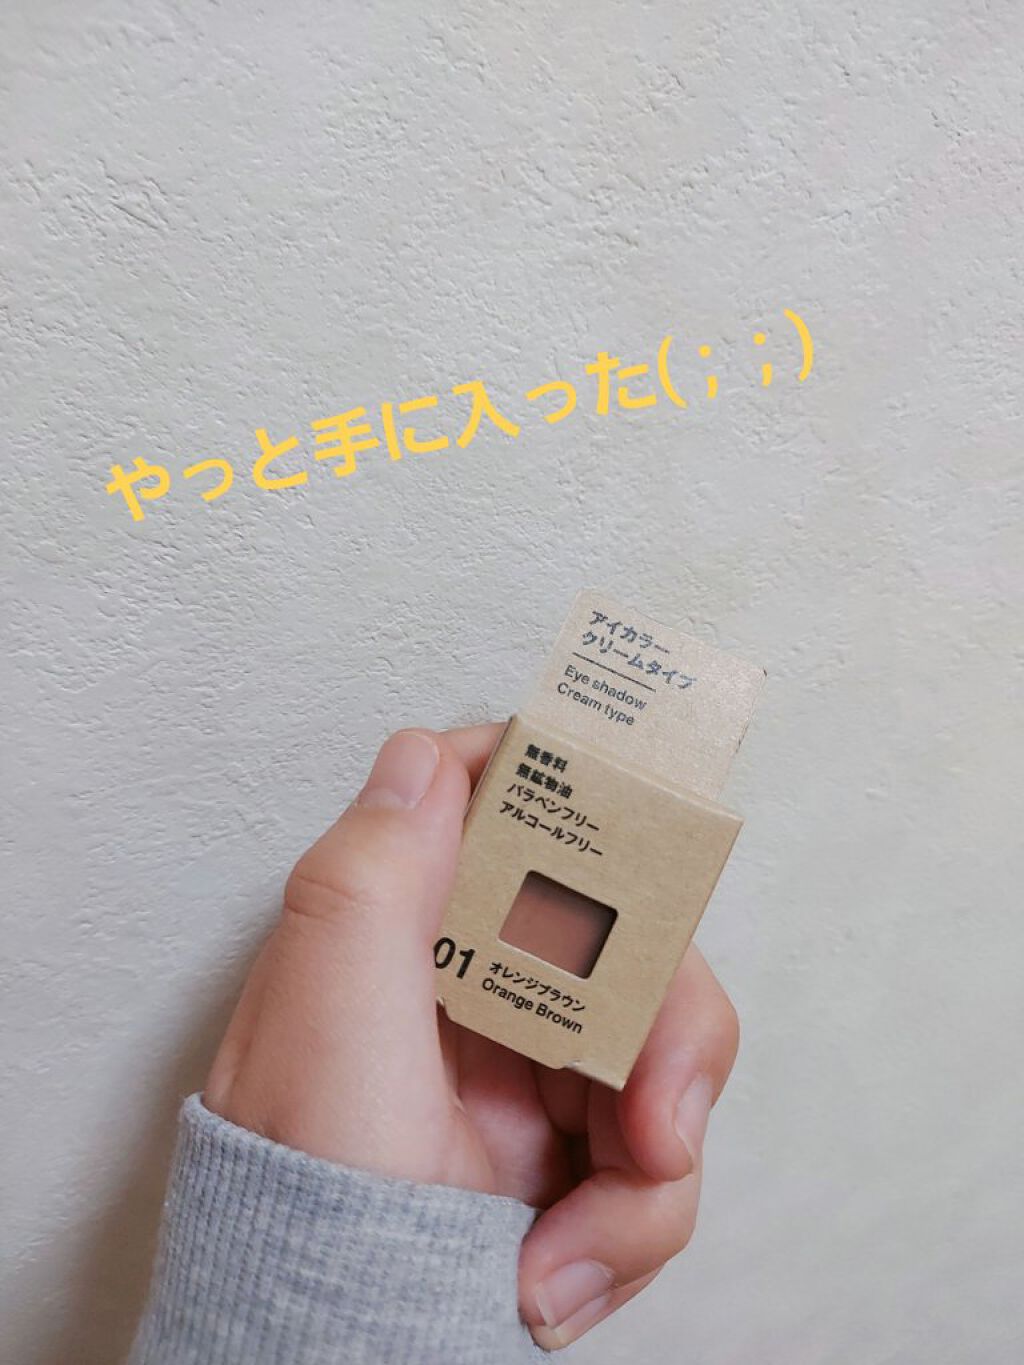 やっと手に入った(；；)
アイカラー
クリームタイプ
Eye shadow
Cream type
無香料
無鉱物油
パラベンフリー
アルコールフリー
01
オレンジブラウン
Orange Brown